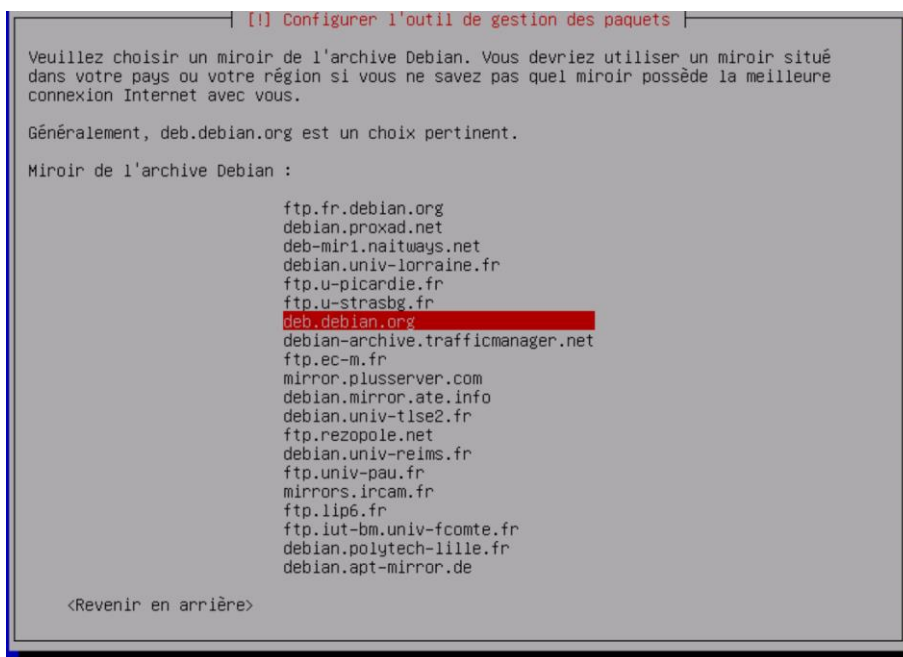 [!] Configurer l'outil de gestion des paquets
Veuillez choisir un miroir de l'archive Debian. Vous devriez utiliser un miroir situé
dans votre pays ou votre région si vous ne savez pas quel miroir possède la meilleure
connexion Internet avec vous.
Généralement, deb.debian.org est un choix pertinent.
Miroir de l'archive Debian :
ftp.fr.debian.org
debian.proxad.net
deb-mir1.naitways.net
debian.univ-lorraine.fr
ftp.u-picardie.fr
ftp.u-strasbg.fr
deb.debian.org
debian-archive.trafficmanager.net
ftp.ec-m.fr
mirror.plusserver.com
debian.mirror.ate.info
debian.univ-tlse2.fr
ftp.rezopole.net
debian.univ-reims.fr
ftp.univ-pau.fr
mirrors.ircam.fr
ftp.lip6.fr
ftp.iut-bm.univ-fcomte.fr
debian.polytech-lille.fr
debian.apt-mirror.de
<Revenir en arrière>